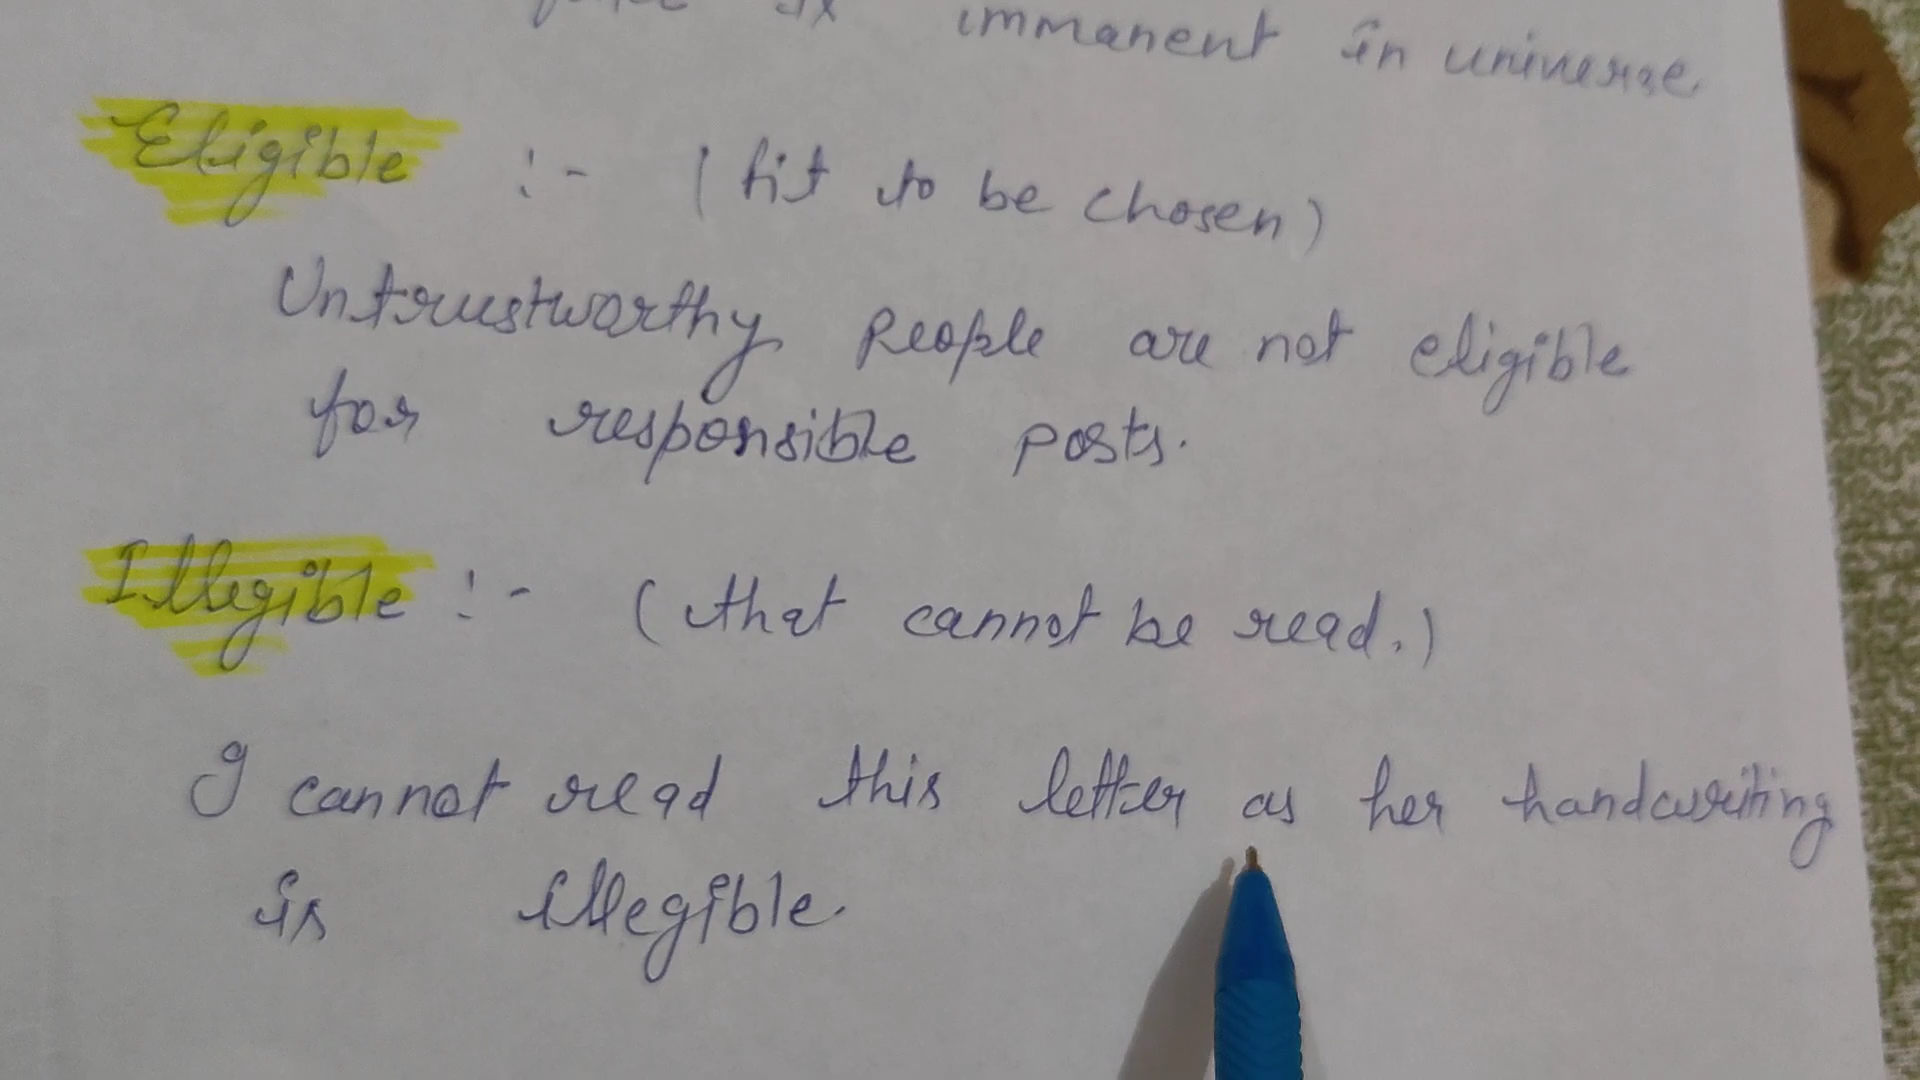 is immanent in universe.
Eligible :- (fit to be chosen)
Untrustworthy People are not eligible
for responsible posts.
Illegible :- (that cannot be read.)
I cannot read this letter as her handwriting
is illegible.